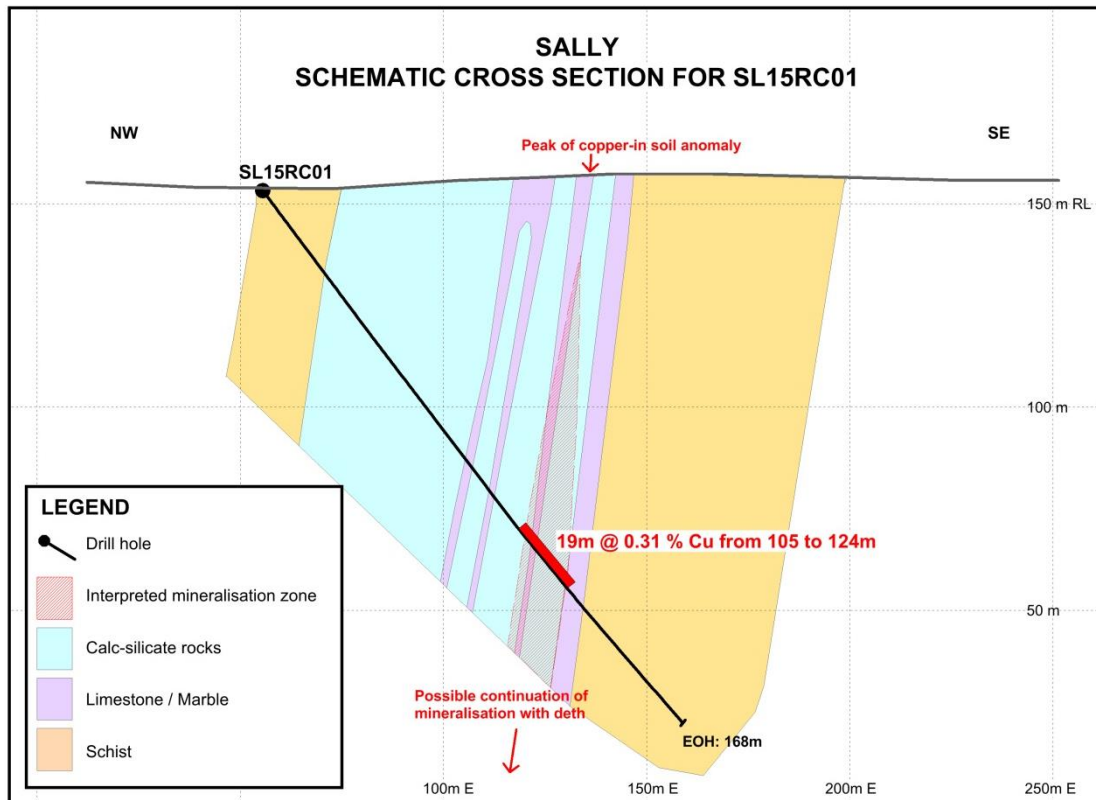 SALLY
SCHEMATIC CROSS SECTION FOR SL15RC01
NW
SE
Peak of copper-in soil anomaly
SL15RC01
150 m RL
100 m
19m @ 0.31 % Cu from 105 to 124m
50 m
LEGEND
Drill hole
Interpreted mineralisation zone
Calc-silicate rocks
Limestone / Marble
Schist
Possible continuation of
mineralisation with deth
EOH: 168m
100m E
150m E
200m E
250m E